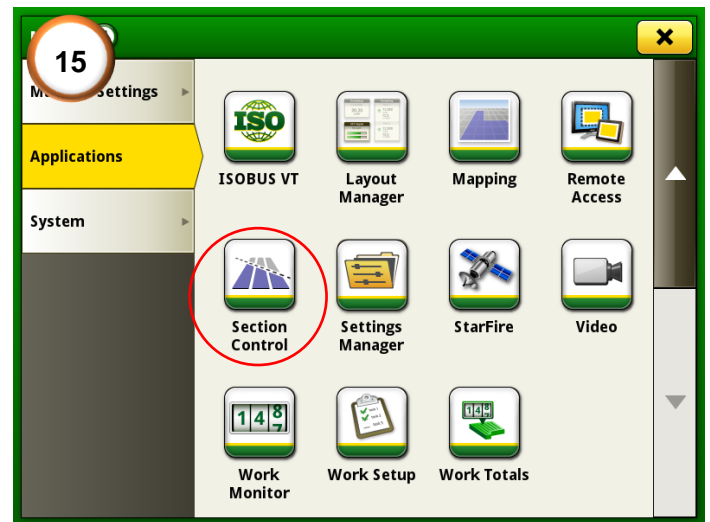 15
Settings
Applications
System
ISO
ISOBUS VT
Layout
Manager
Mapping
Remote
Access
Section
Control
Settings
Manager
StarFire
Video
1 4 8 7
Work
Monitor
Work Setup
Work Totals